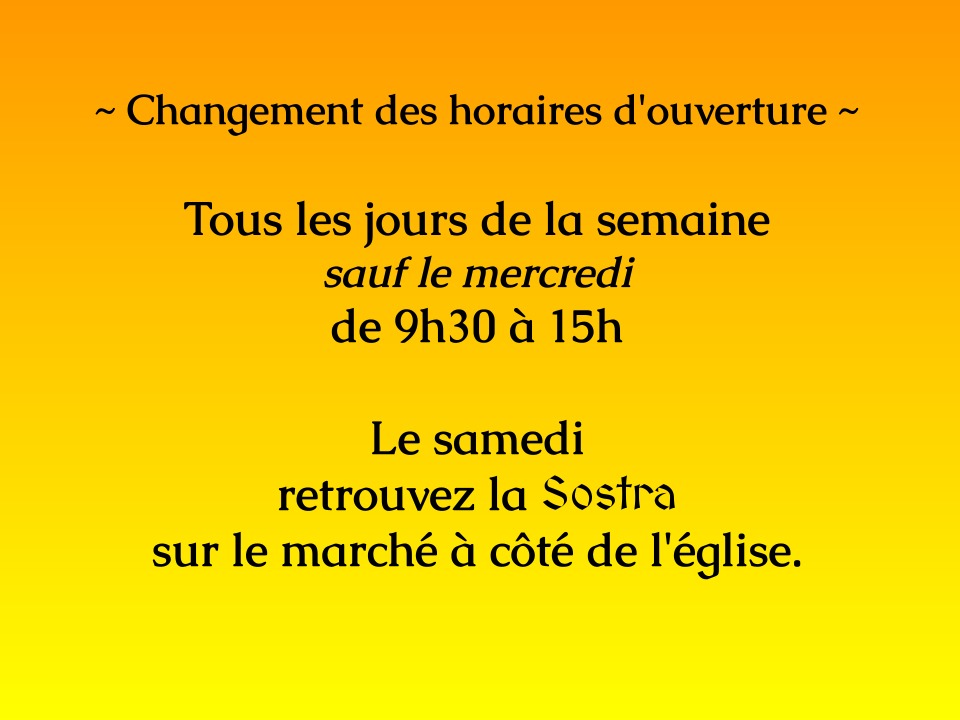 ~ Changement des horaires d'ouverture ~
Tous les jours de la semaine
sauf le mercredi
de 9h30 à 15h
Le samedi
retrouvez la Sostra
sur le marché à côté de l'église.